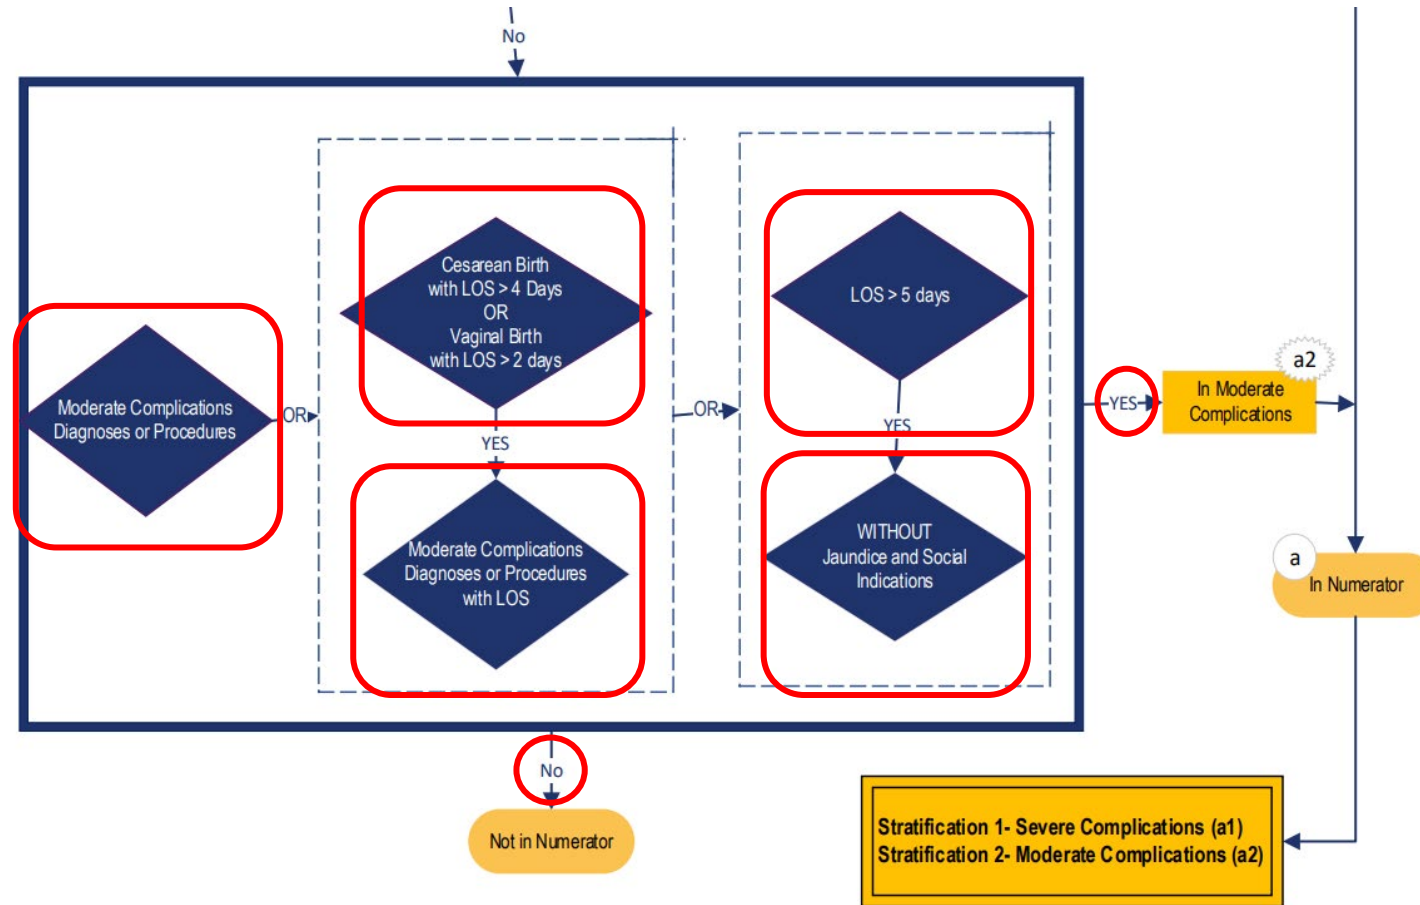 No
Cesarean Birth
with LOS > 4 Days
OR
Vaginal Birth
with LOS > 2 days
LOS > 5 days
Moderate Complications
Diagnoses or Procedures
OR
YES
OR
YES
YES
In Moderate
Complications
a2
Moderate Complications
Diagnoses or Procedures
with LOS
WITHOUT
Jaundice and Social
Indications
a
In Numerator
No
Not in Numerator
Stratification 1- Severe Complications (a1)
Stratification 2- Moderate Complications (a2)